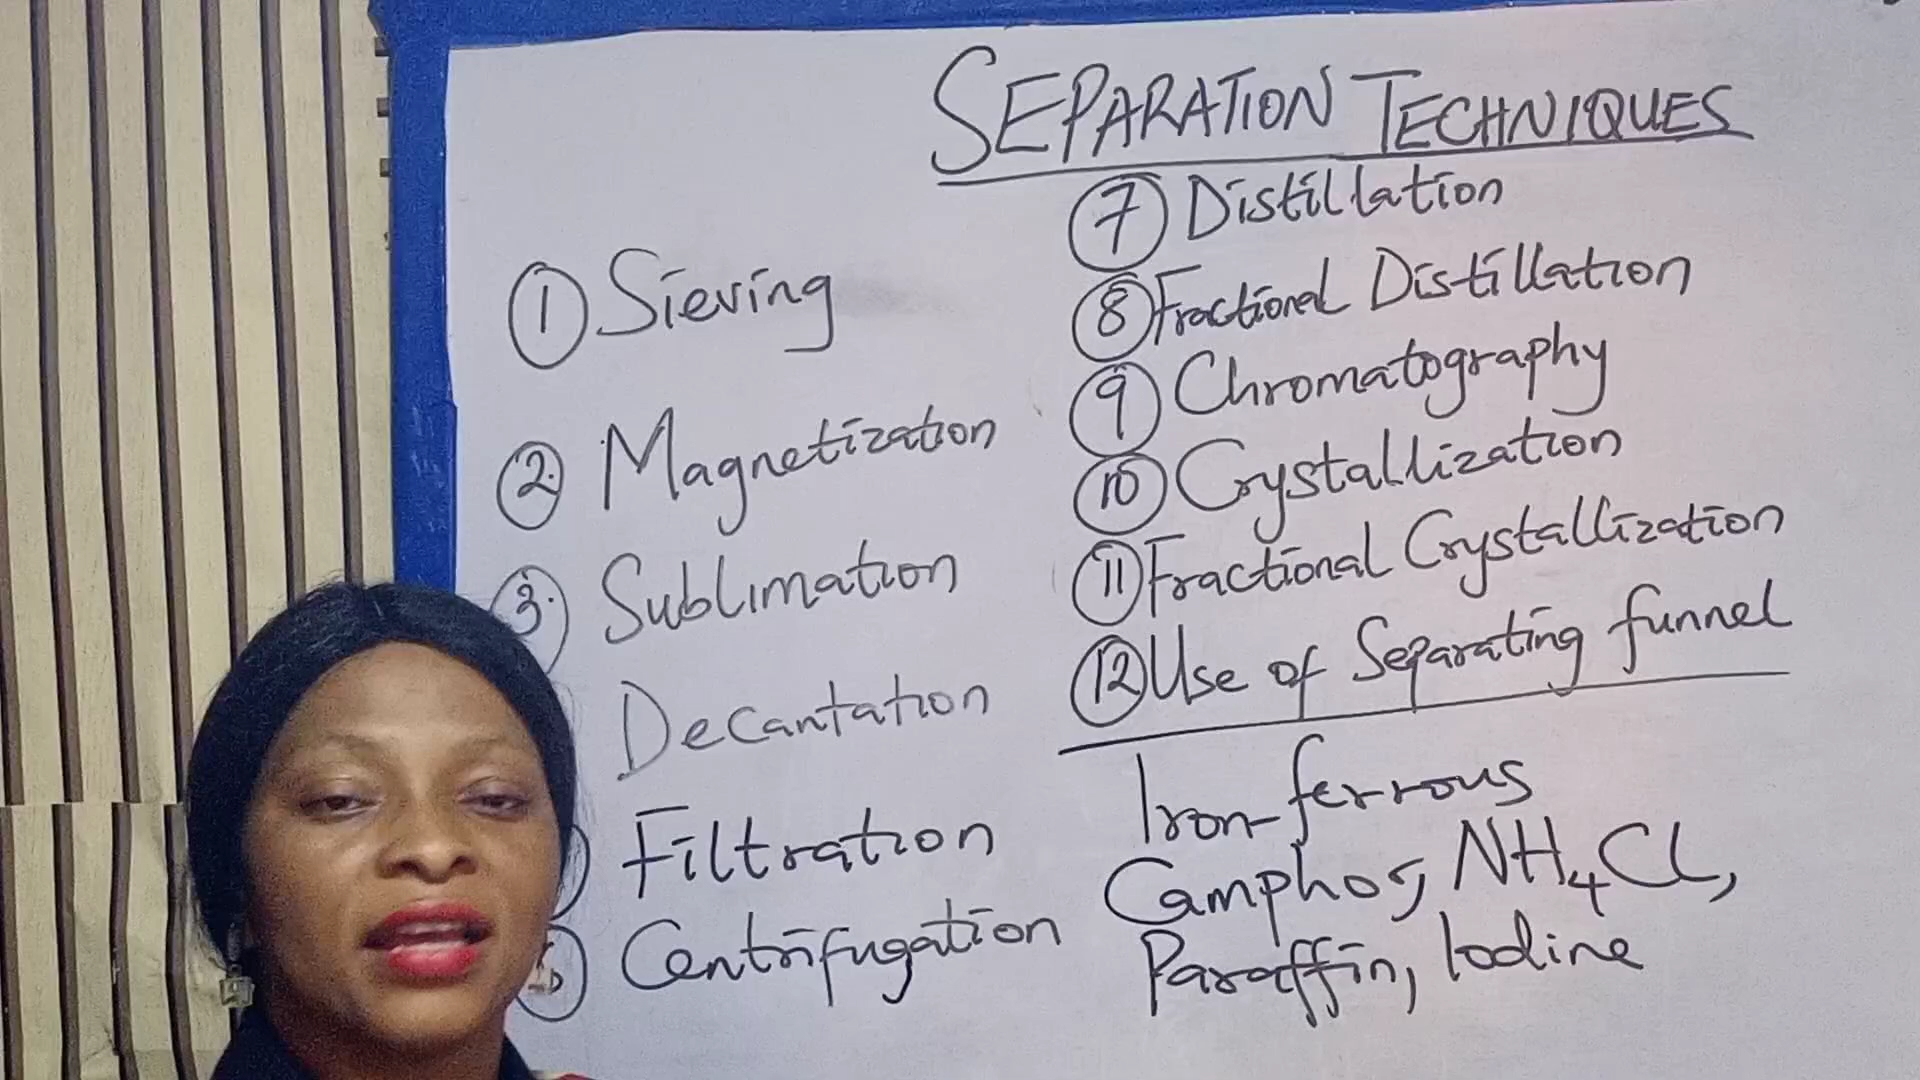 SEPARATION TECHNIQUES
① Sieving
② Magnetization
③ Sublimation
Decantation
Filtration
Centrifugation
⑦ Distillation
⑧ Fractional Distillation
⑨ Chromatography
⑩ Crystallization
⑪ Fractional Crystallization
⑫ Use of Separating funnel
Iron-ferrous
Camphor, NH₄Cl,
Paraffin, Iodine